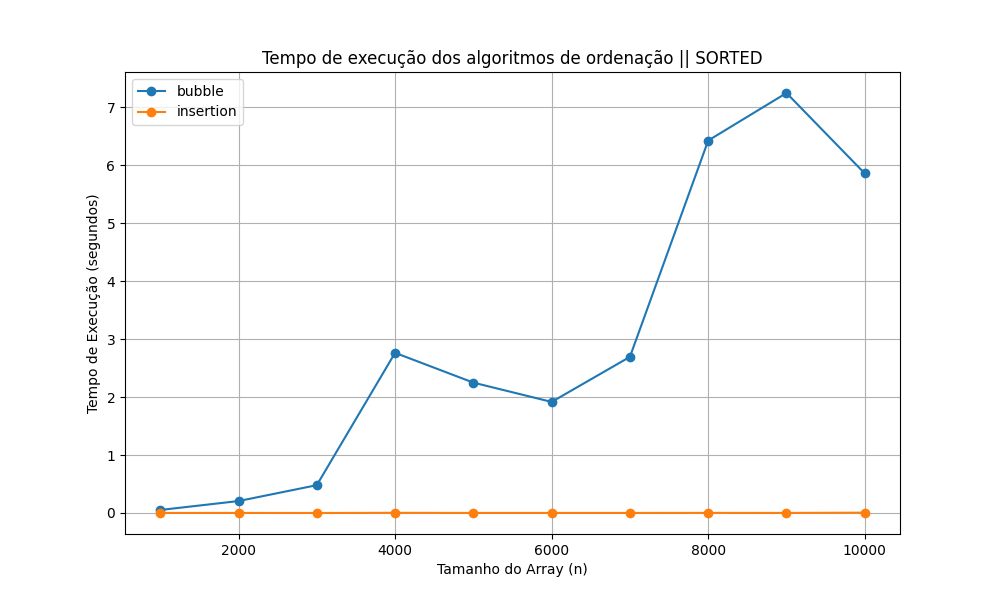 Tempo de execução dos algoritmos de ordenação || SORTED
bubble
insertion
7
6
5
4
3
2
1
0
Tempo de Execução (segundos)
2000
4000
6000
8000
10000
Tamanho do Array (n)